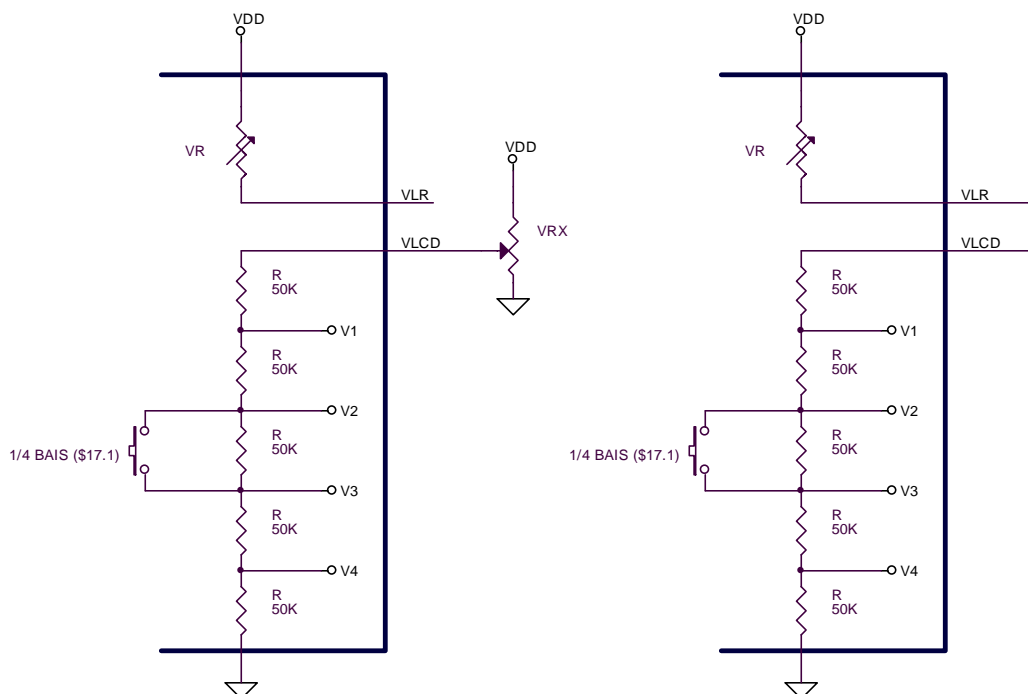 VDD
VR
VLR
VLCD
VDD
VRX
R
50K
V1
R
50K
V2
1/4 BAIS ($17.1)
R
50K
V3
R
50K
V4
R
50K
VDD
VR
VLR
VLCD
R
50K
V1
R
50K
V2
1/4 BAIS ($17.1)
R
50K
V3
R
50K
V4
R
50K